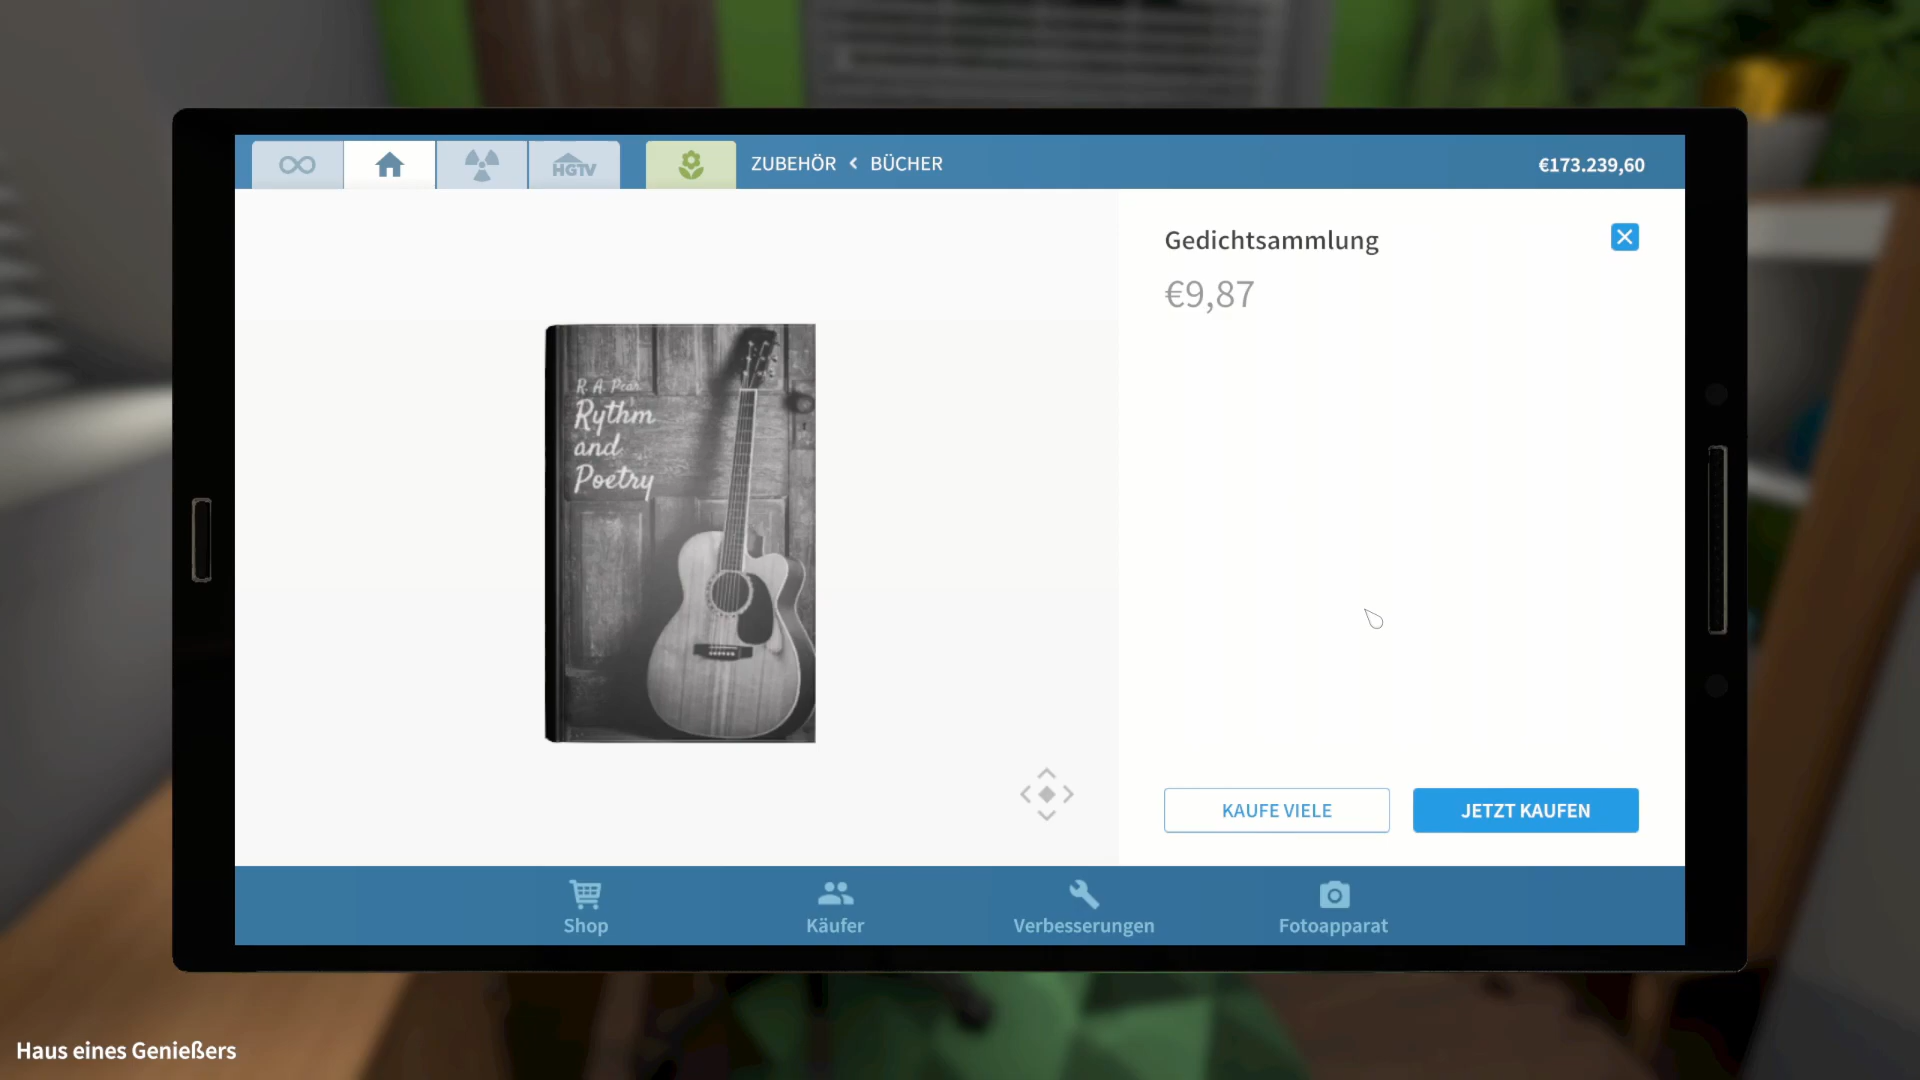 HGTV
ZUBEHÖR < BÜCHER
€173.239,60
Gedichtsammlung
€9,87
R. A. Pear
Rythm
and
Poetry
KAUFE VIELE
JETZT KAUFEN
Shop
Käufer
Verbesserungen
Fotoapparat
Haus eines Genießers